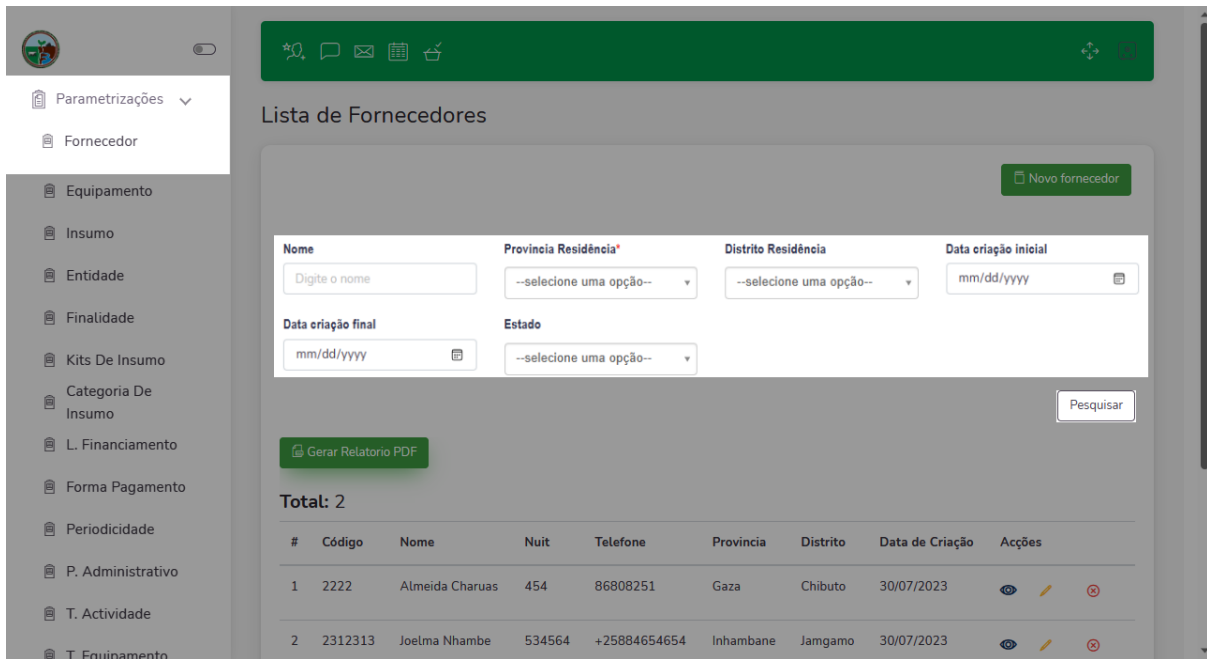 Parametrizações
Fornecedor
Equipamento
Insumo
Entidade
Finalidade
Kits De Insumo
Categoria De
Insumo
L. Financiamento
Forma Pagamento
Periodicidade
P. Administrativo
T. Actividade
T. Equipamento
Lista de Fornecedores
Novo fornecedor
Nome
Provincia Residência*
Distrito Residência
Data criação inicial
Digite o nome
--selecione uma opção--
--selecione uma opção--
mm/dd/yyyy
Data criação final
Estado
mm/dd/yyyy
--selecione uma opção--
Pesquisar
Gerar Relatorio PDF
Total: 2
# Código Nome Nuit Telefone Provincia Distrito Data de Criação Acções
1 2222 Almeida Charuas 454 86808251 Gaza Chibuto 30/07/2023
2 2312313 Joelma Nhambe 534564 +25884654654 Inhambane Jamgamo 30/07/2023